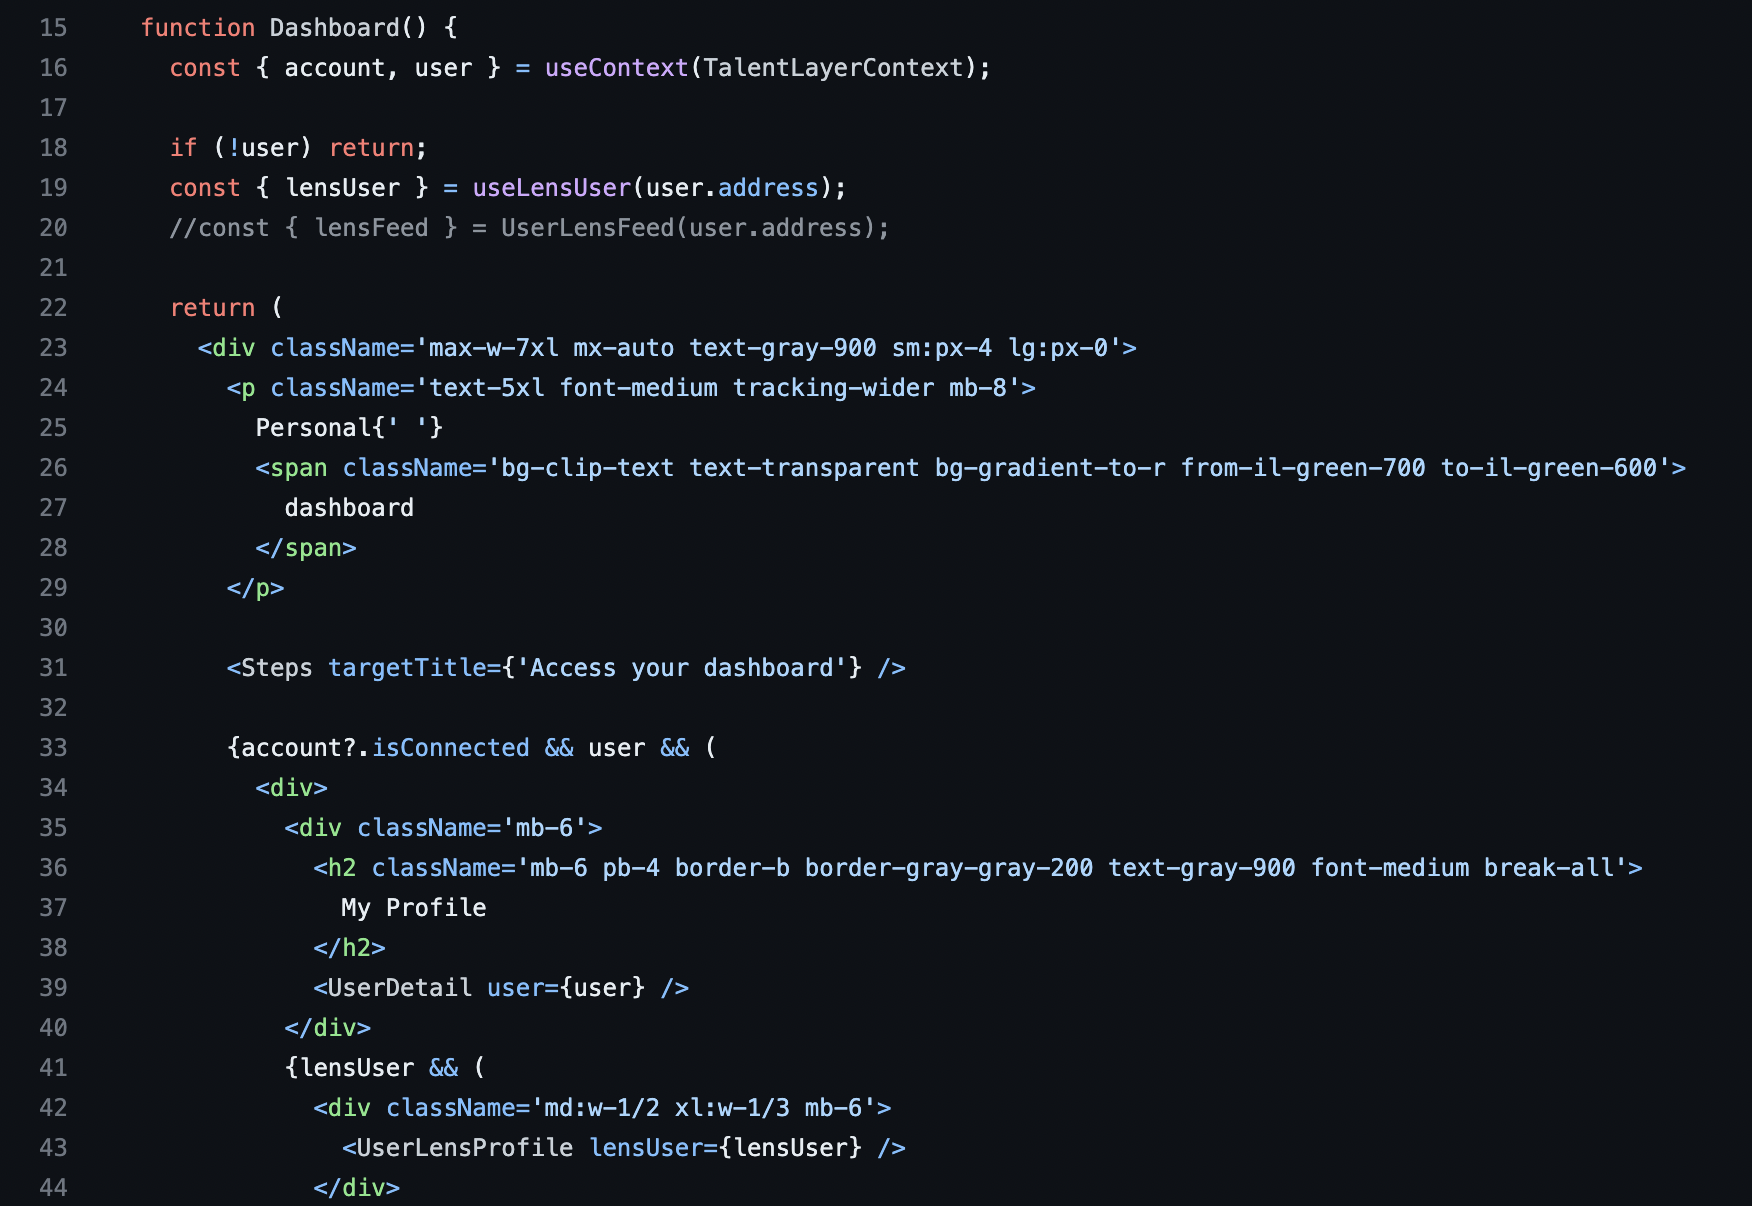 15 function Dashboard() {
16 const { account, user } = useContext(TalentLayerContext);
17
18 if (!user) return;
19 const { lensUser } = useLensUser(user.address);
20 //const { lensFeed } = UserLensFeed(user.address);
21
22 return (
23 <div className='max-w-7xl mx-auto text-gray-900 sm:px-4 lg:px-0'>
24 <p className='text-5xl font-medium tracking-wider mb-8'>
25 Personal{' '}
26 <span className='bg-clip-text text-transparent bg-gradient-to-r from-il-green-700 to-il-green-600'>
27 dashboard
28 </span>
29 </p>
30
31 <Steps targetTitle={'Access your dashboard'} />
32
33 {account?.isConnected && user && (
34 <div>
35 <div className='mb-6'>
36 <h2 className='mb-6 pb-4 border-b border-gray-gray-200 text-gray-900 font-medium break-all'>
37 My Profile
38 </h2>
39 <UserDetail user={user} />
40 </div>
41 {lensUser && (
42 <div className='md:w-1/2 xl:w-1/3 mb-6'>
43 <UserLensProfile lensUser={lensUser} />
44 </div>